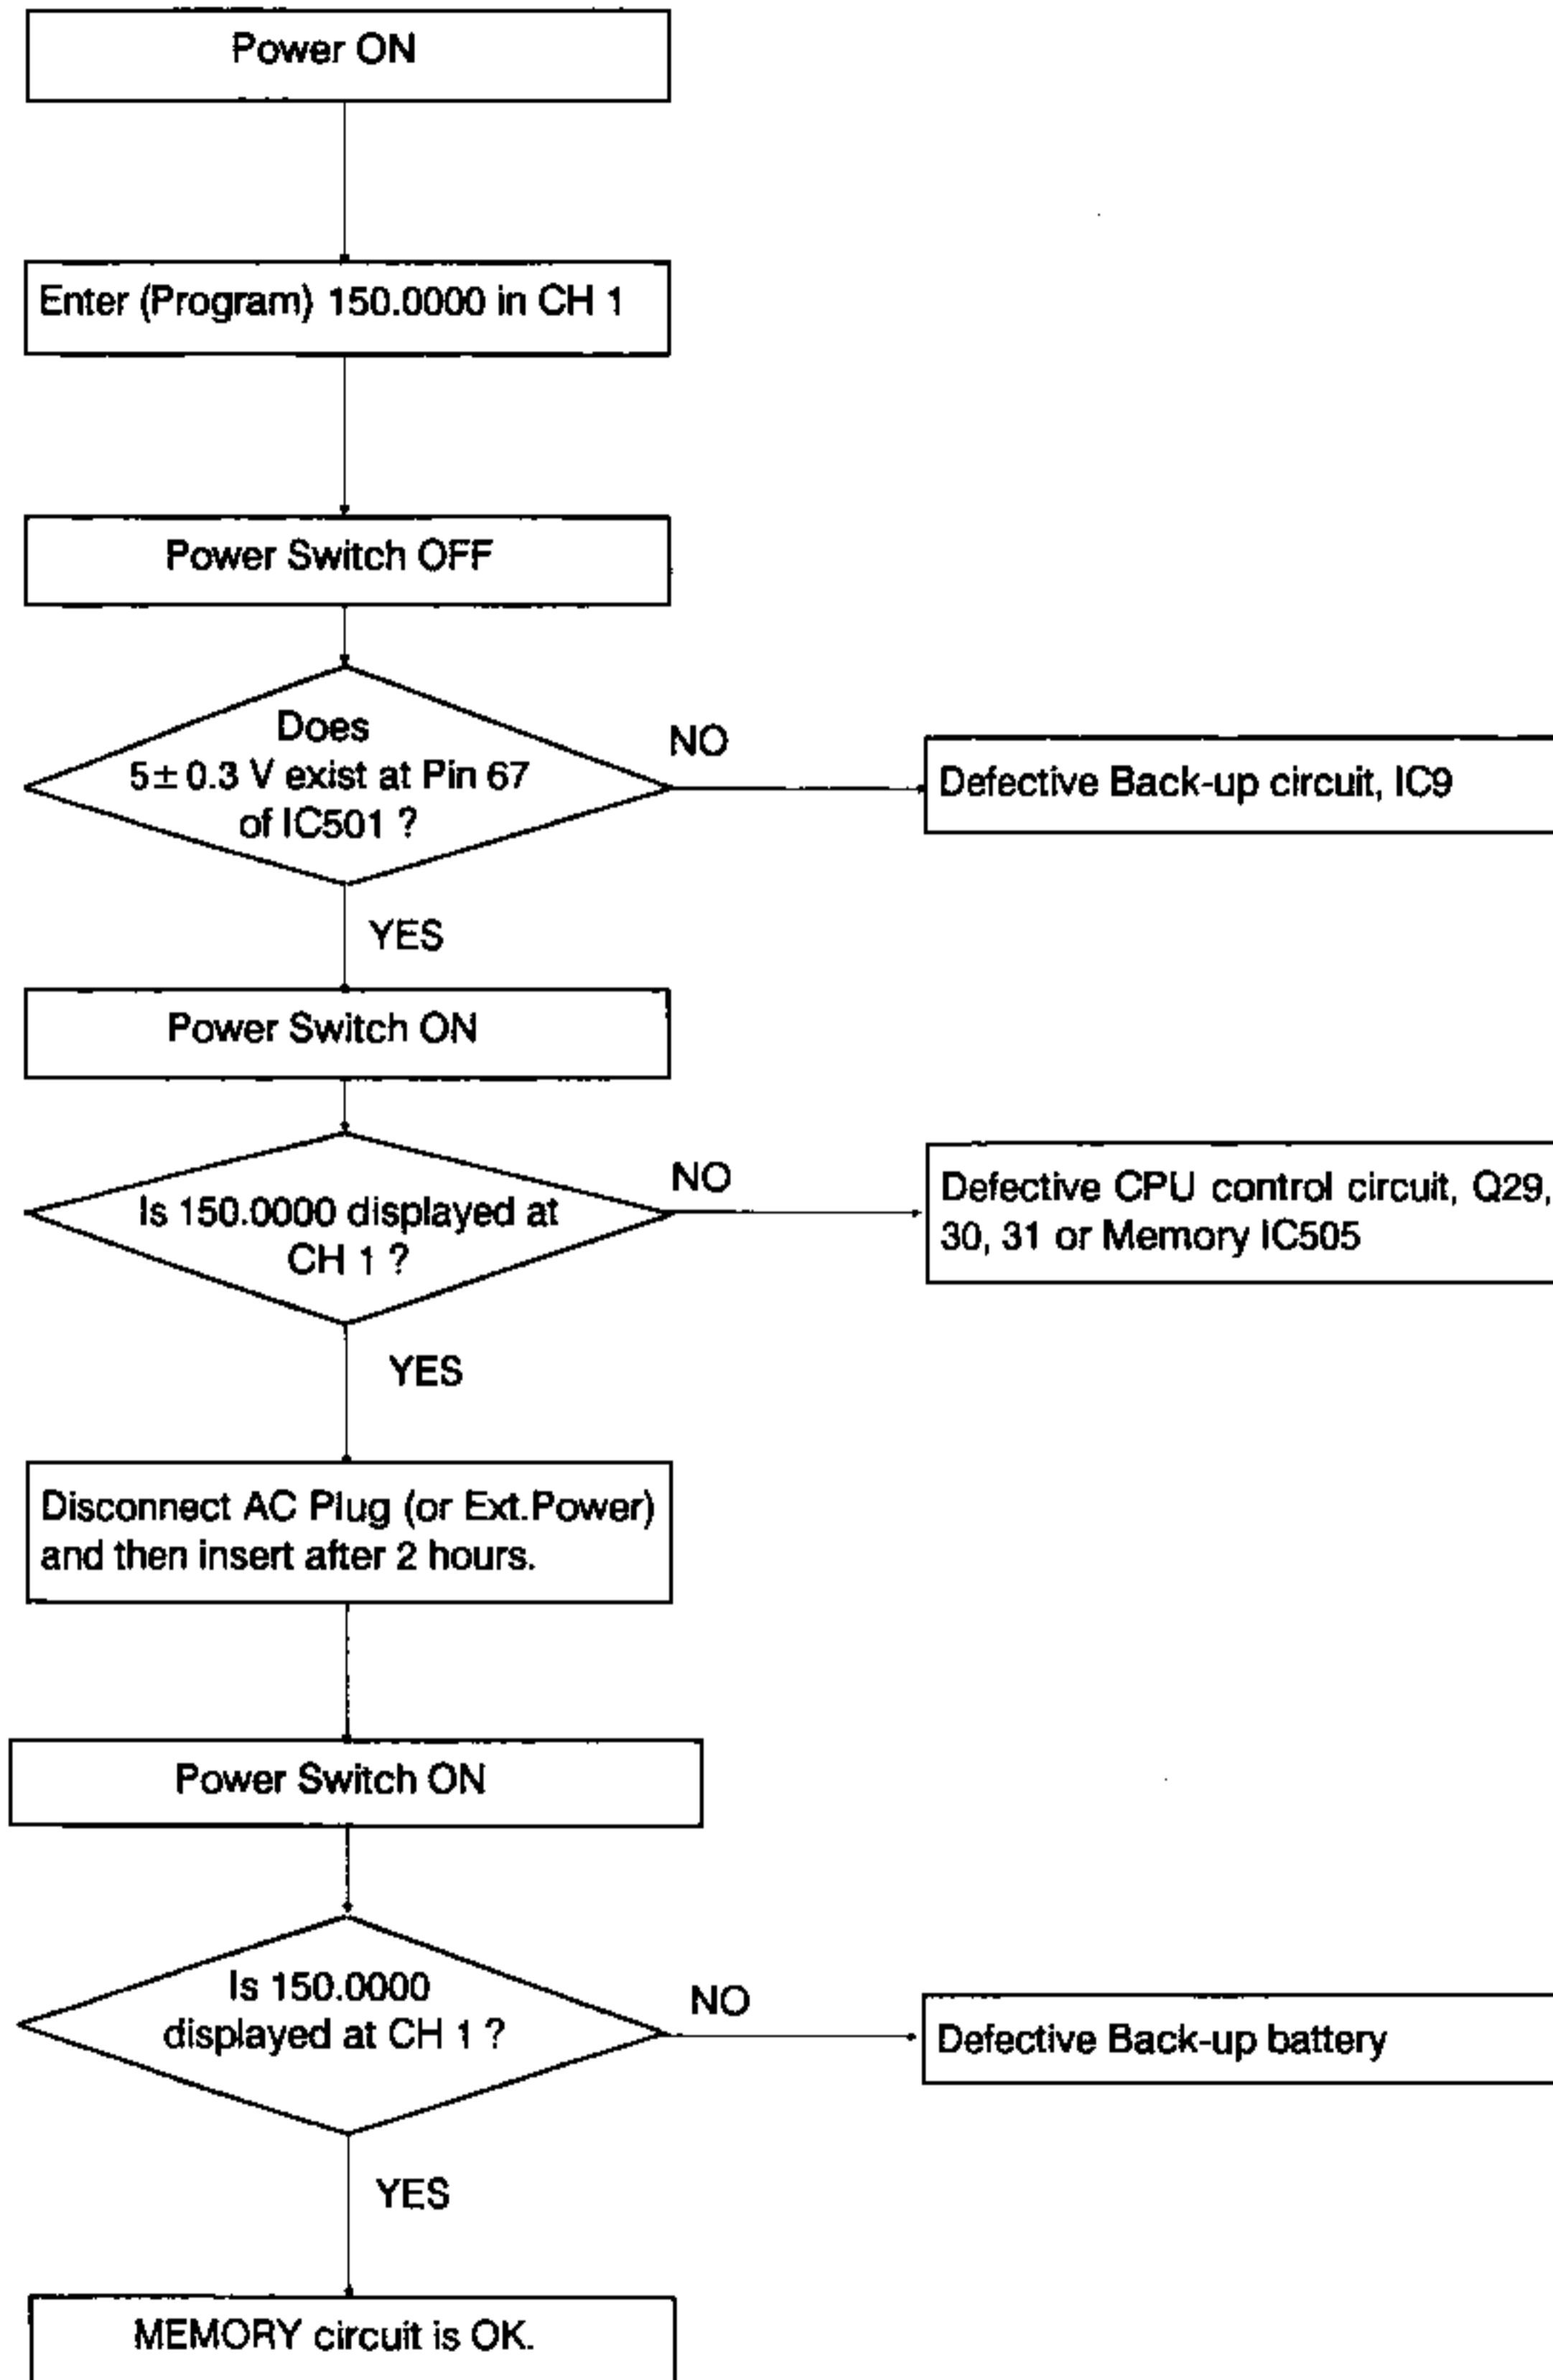 Power ON
Enter (Program) 150.0000 in CH 1
Power Switch OFF
Does
5± 0.3 V exist at Pin 67
of IC501 ?
NO
Defective Back-up circuit, IC9
YES
Power Switch ON
Is 150.0000 displayed at
CH 1 ?
NO
Defective CPU control circuit, Q29,
30, 31 or Memory IC505
YES
Disconnect AC Plug (or Ext.Power)
and then insert after 2 hours.
Power Switch ON
Is 150.0000
displayed at CH 1 ?
NO
Defective Back-up battery
YES
MEMORY circuit is OK.